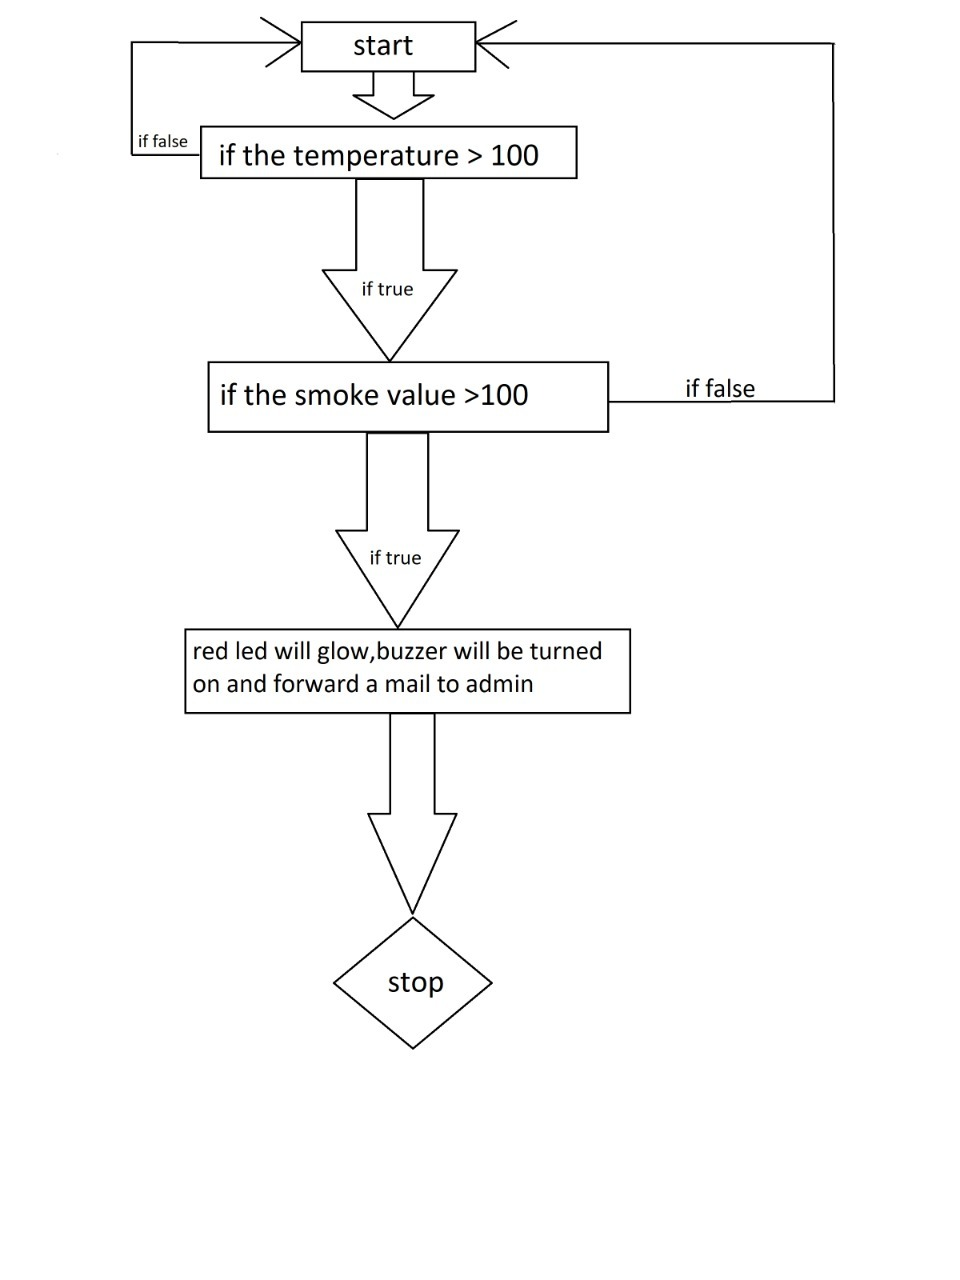 start
if false
if the temperature > 100
if true
if the smoke value >100
if false
if true
red led will glow,buzzer will be turned
on and forward a mail to admin
stop